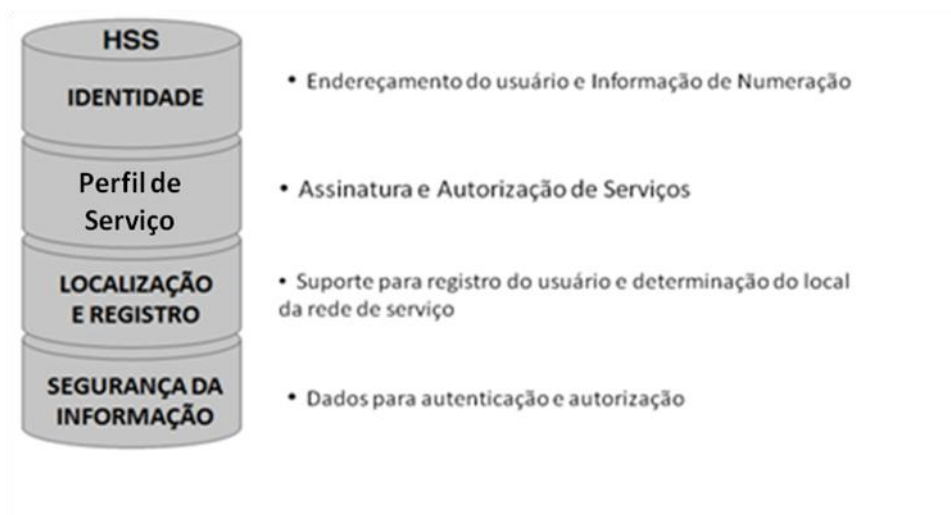 HSS
IDENTIDADE
• Endereçamento do usuário e Informação de Numeração
Perfil de
Serviço
• Assinatura e Autorização de Serviços
LOCALIZAÇÃO
E REGISTRO
• Suporte para registro do usuário e determinação do local
da rede de serviço
SEGURANÇA DA
INFORMAÇÃO
• Dados para autenticação e autorização